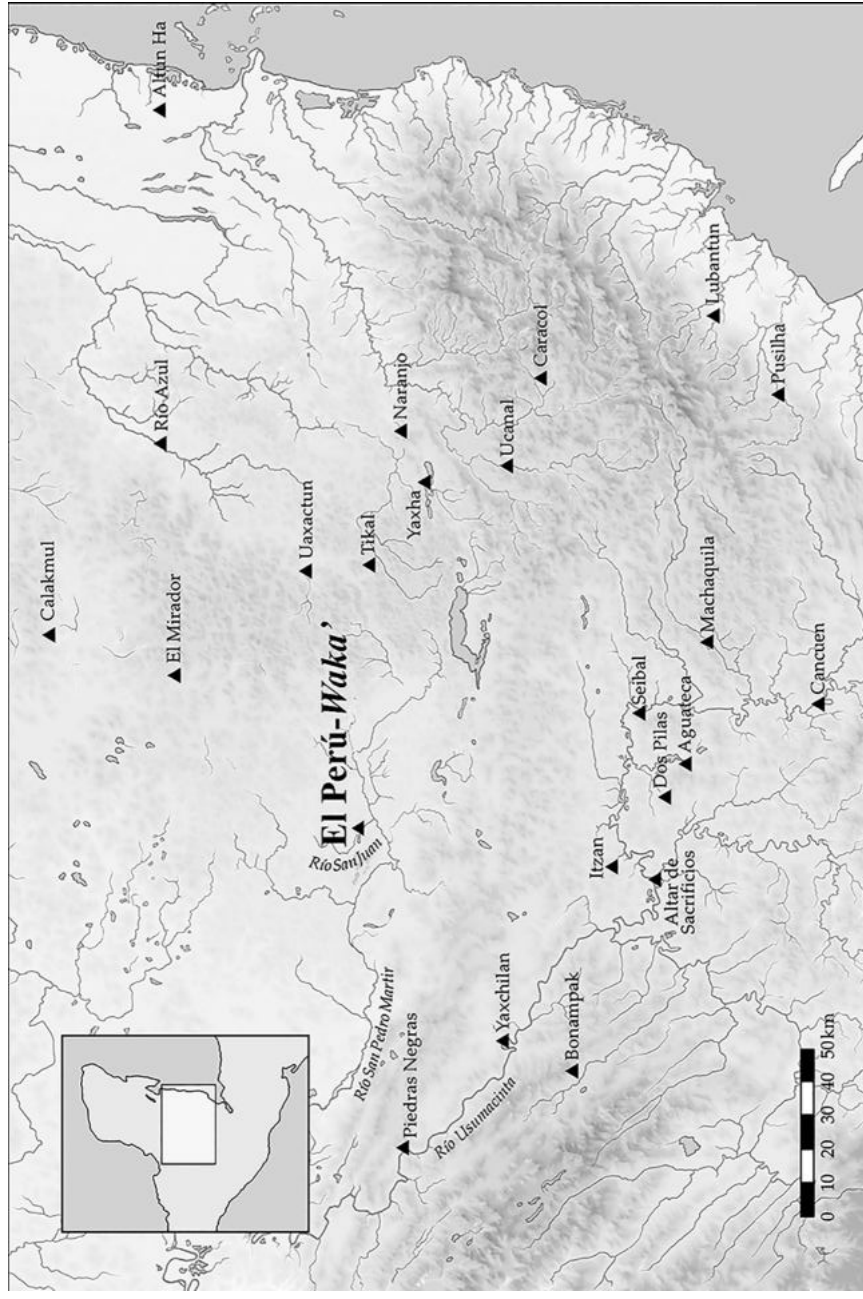 Calakmul
Altun Ha
Río Azul
El Mirador
Uaxactun
El Perú-Waka’
Río San Juan
Tikal
Naranjo
Yaxha
Río San Pedro Martir
Piedras Negras
Ucanal
Caracol
Yaxchilan
Río Usumacinta
Bonampak
Itzan
Seibal
Altar de
Sacrificios
Dos Pilas
Aguateca
Machaquila
Lubantun
Pusilha
Cancuen
0 10 20 30 40 50 km